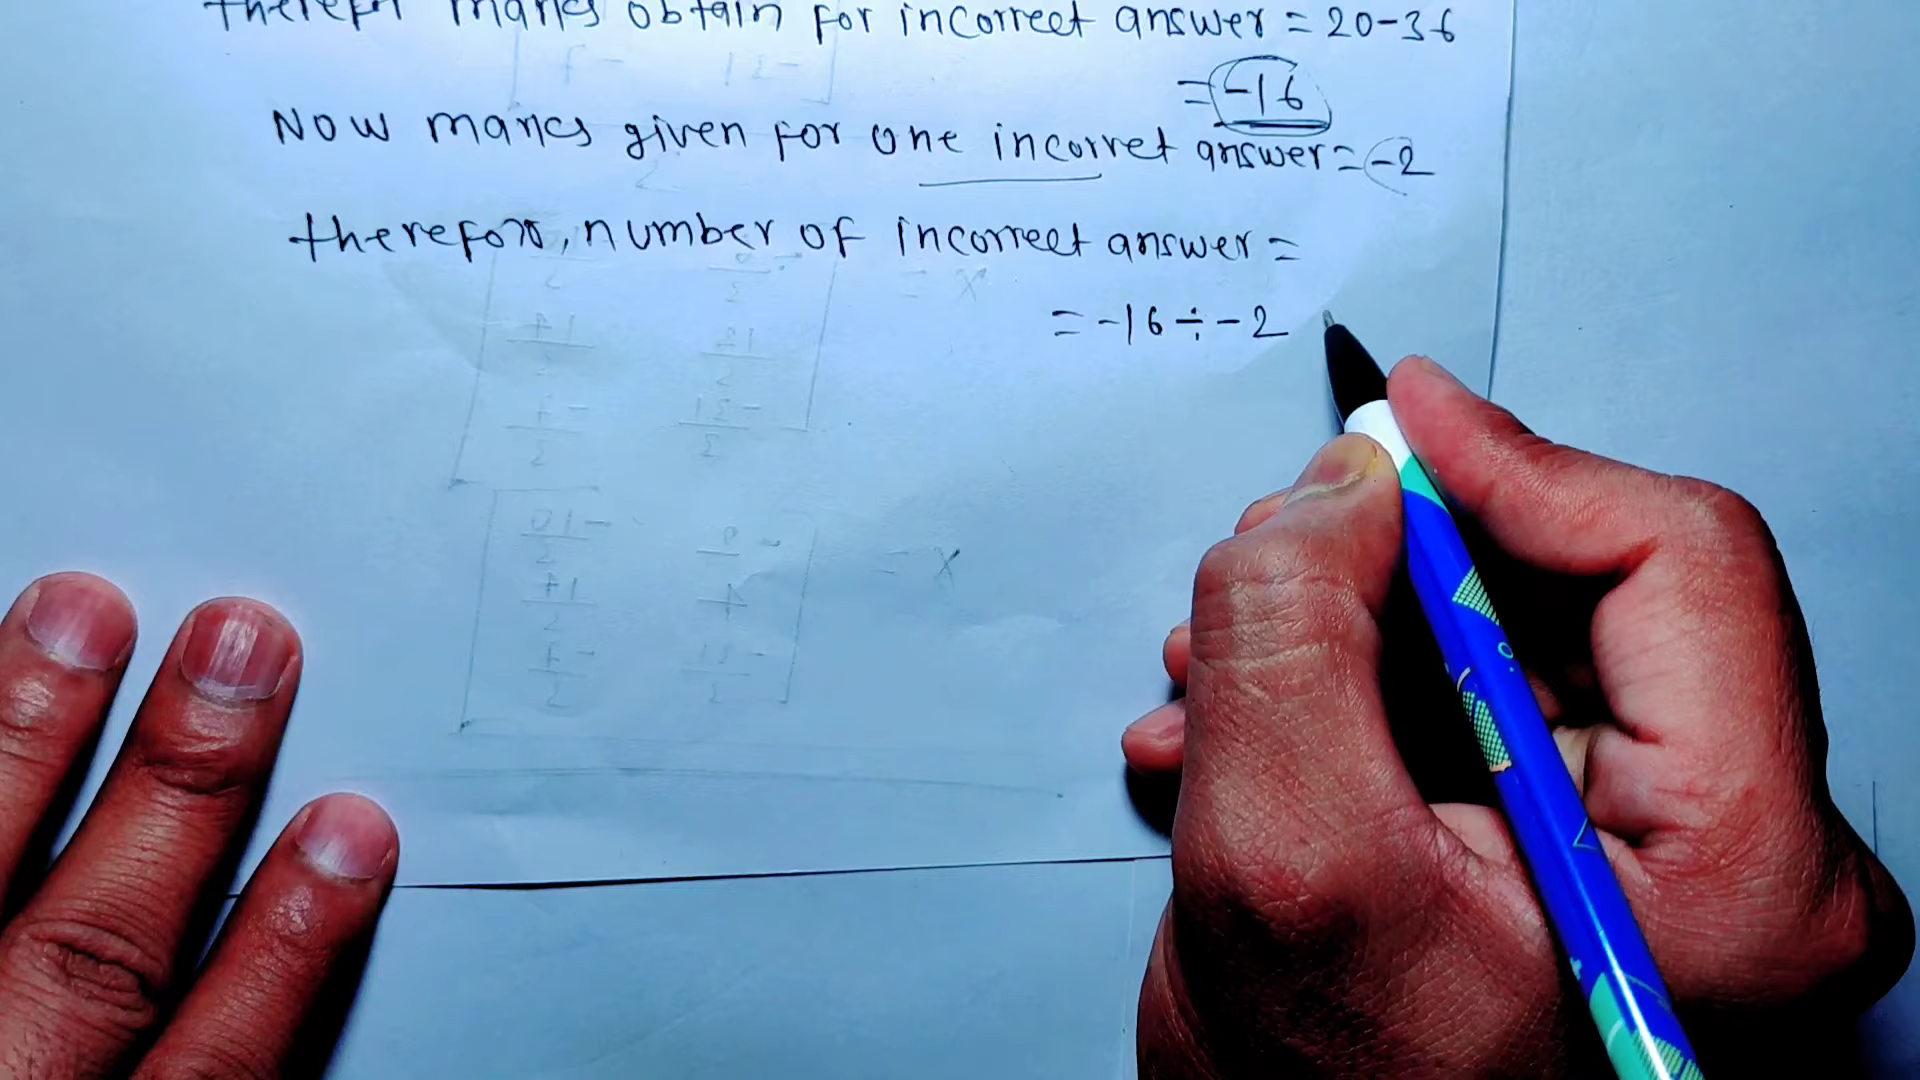 therefor marks obtain for incorrect answer = 20-36
= -16
Now marks given for one incorret answer = -2
therefore, number of incorrect answer =
= -16 ÷ -2